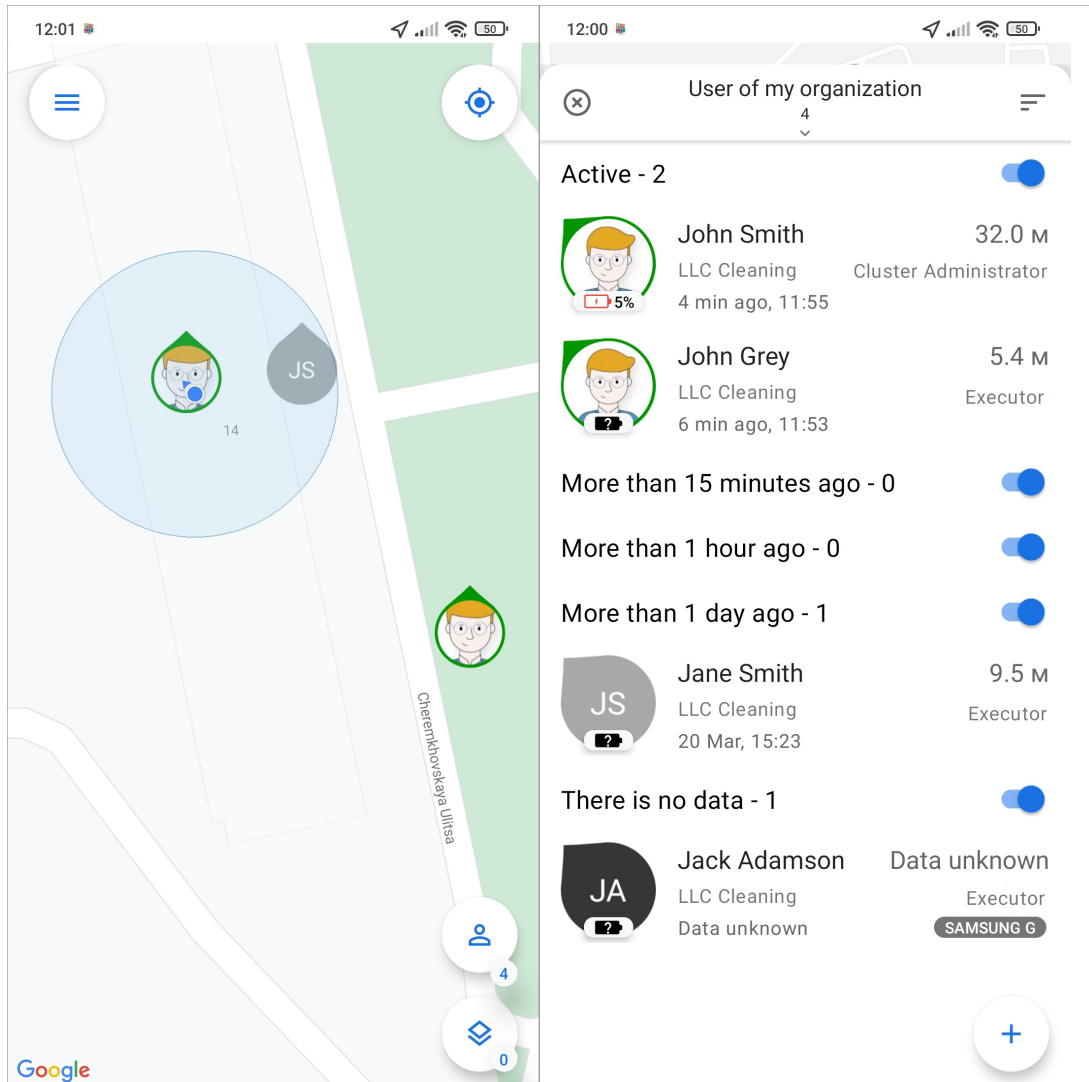 12:01
50
JS
14
Cheremkhovskaya Ulitsa
4
0
Google
12:00
50
User of my organization
4
Active - 2
John Smith
32.0 м
LLC Cleaning
Cluster Administrator
5%
4 min ago, 11:55
John Grey
5.4 м
LLC Cleaning
Executor
?
6 min ago, 11:53
More than 15 minutes ago - 0
More than 1 hour ago - 0
More than 1 day ago - 1
JS
Jane Smith
9.5 м
LLC Cleaning
Executor
?
20 Mar, 15:23
There is no data - 1
JA
Jack Adamson
Data unknown
LLC Cleaning
Executor
?
Data unknown
SAMSUNG G